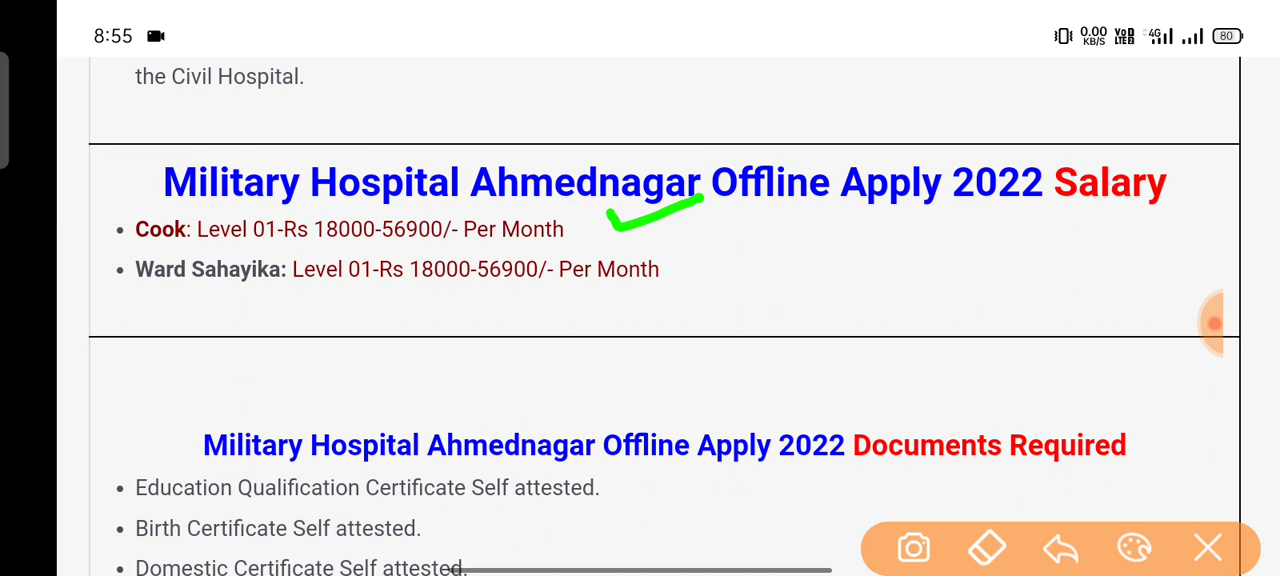 8:55 0.00 KB/S VoD LTE 4G 80
the Civil Hospital.
Military Hospital Ahmednagar Offline Apply 2022 Salary
Cook: Level 01-Rs 18000-56900/- Per Month
Ward Sahayika: Level 01-Rs 18000-56900/- Per Month
Military Hospital Ahmednagar Offline Apply 2022 Documents Required
Education Qualification Certificate Self attested.
Birth Certificate Self attested.
Domestic Certificate Self attested.